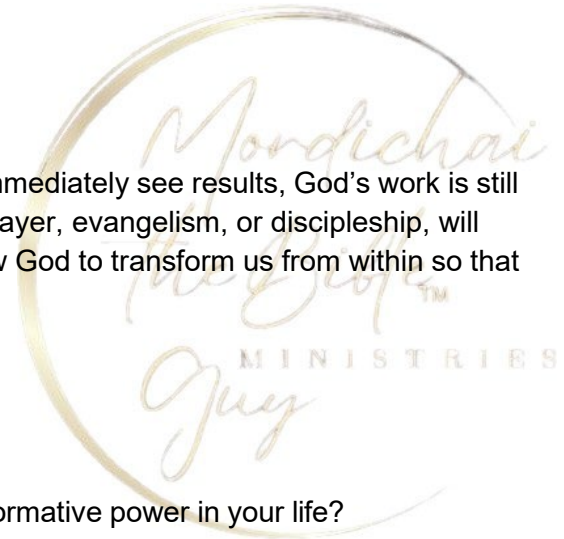 Mordichai
mmediately see results, God’s work is still
ayer, evangelism, or discipleship, will
the Bible
w God to transform us from within so that
TM
MINISTRIES
Guy
ormative power in your life?